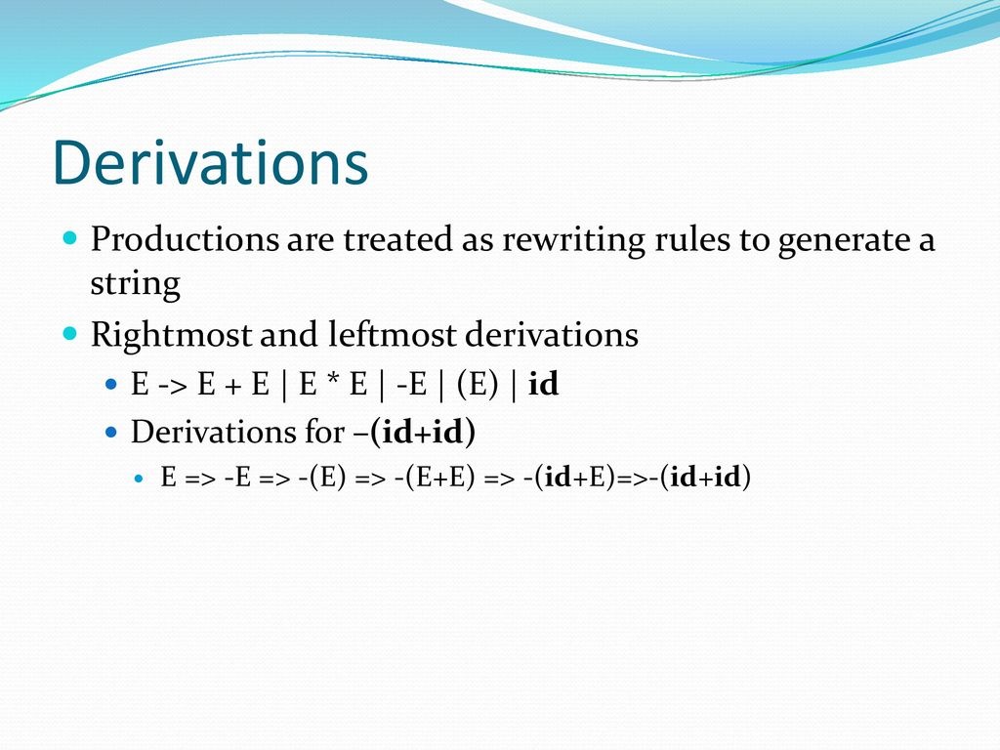 Derivations
Productions are treated as rewriting rules to generate a
string
Rightmost and leftmost derivations
E -> E + E | E * E | -E | (E) | id
Derivations for –(id+id)
E => -E => -(E) => -(E+E) => -(id+E)=>-(id+id)